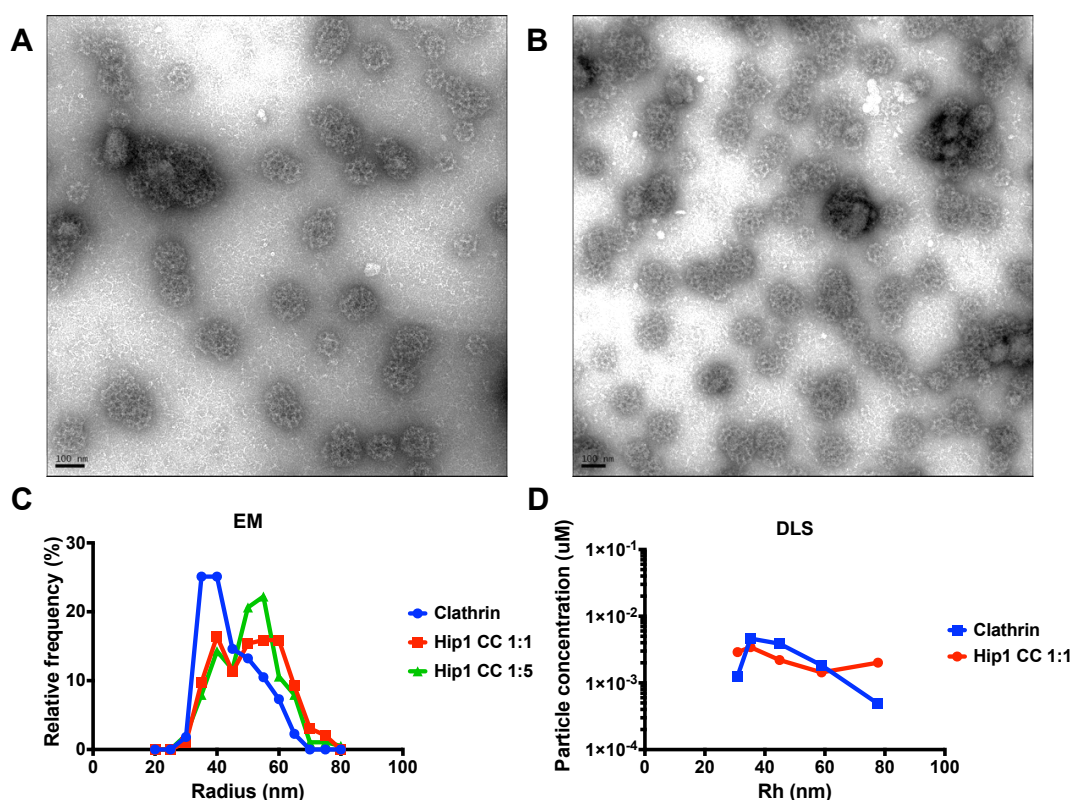 A
B
100 nm
100 nm
C
EM
Relative frequency (%)
30
20
10
0
0
20
40
60
80
100
Radius (nm)
Clathrin
Hip1 CC 1:1
Hip1 CC 1:5
D
DLS
Particle concentration (uM)
1×10-1
1×10-2
1×10-3
1×10-4
0
20
40
60
80
100
Rh (nm)
Clathrin
Hip1 CC 1:1